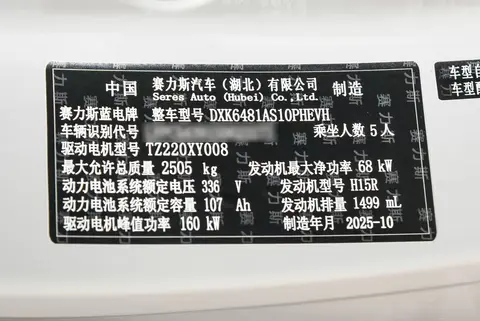 中国 赛力斯汽车(湖北)有限公司 制造
Seres Auto (Hubei) Co.,Ltd.
赛力斯蓝电牌 整车型号 DXK6481AS10PHEVH
车辆识别代号 乘坐人数 5 人
驱动电机型号 TZ220XY008
最大允许总质量 2505 kg 发动机最大净功率 68 kW
动力电池系统额定电压 336 V 发动机型号 H15R
动力电池系统额定容量 107 Ah 发动机排量 1499 mL
驱动电机峰值功率 160 kW 制造年月 2025-10
车型自
车型配